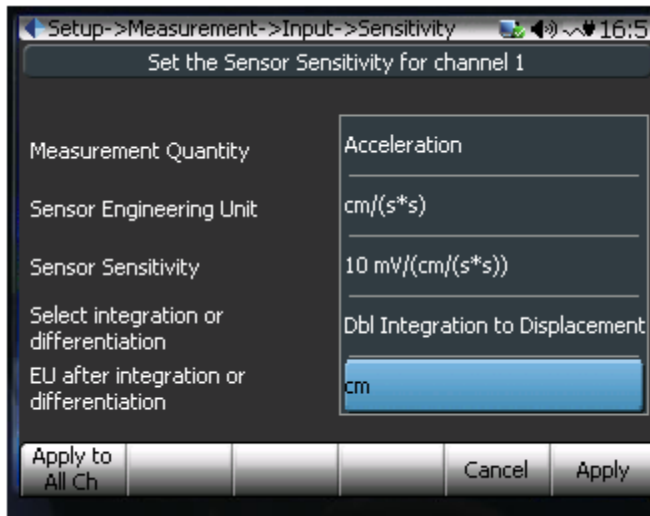 Setup->Measurement->Input->Sensitivity 16:5
Set the Sensor Sensitivity for channel 1
Measurement Quantity Acceleration
Sensor Engineering Unit cm/(s*s)
Sensor Sensitivity 10 mV/(cm/(s*s))
Select integration or
differentiation Dbl Integration to Displacement
EU after integration or
differentiation cm
Apply to
All Ch Cancel Apply